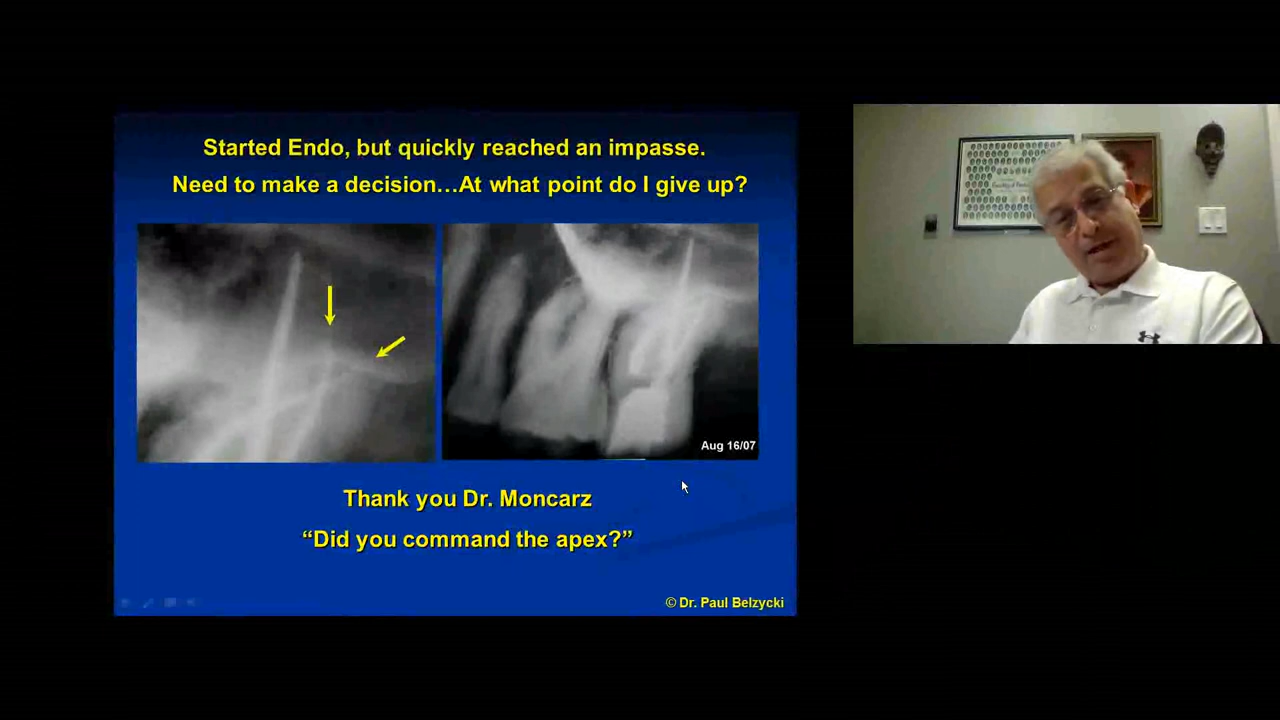 Started Endo, but quickly reached an impasse.
Need to make a decision…At what point do I give up?
Aug 16/07
Thank you Dr. Moncarz
“Did you command the apex?”
© Dr. Paul Belzycki